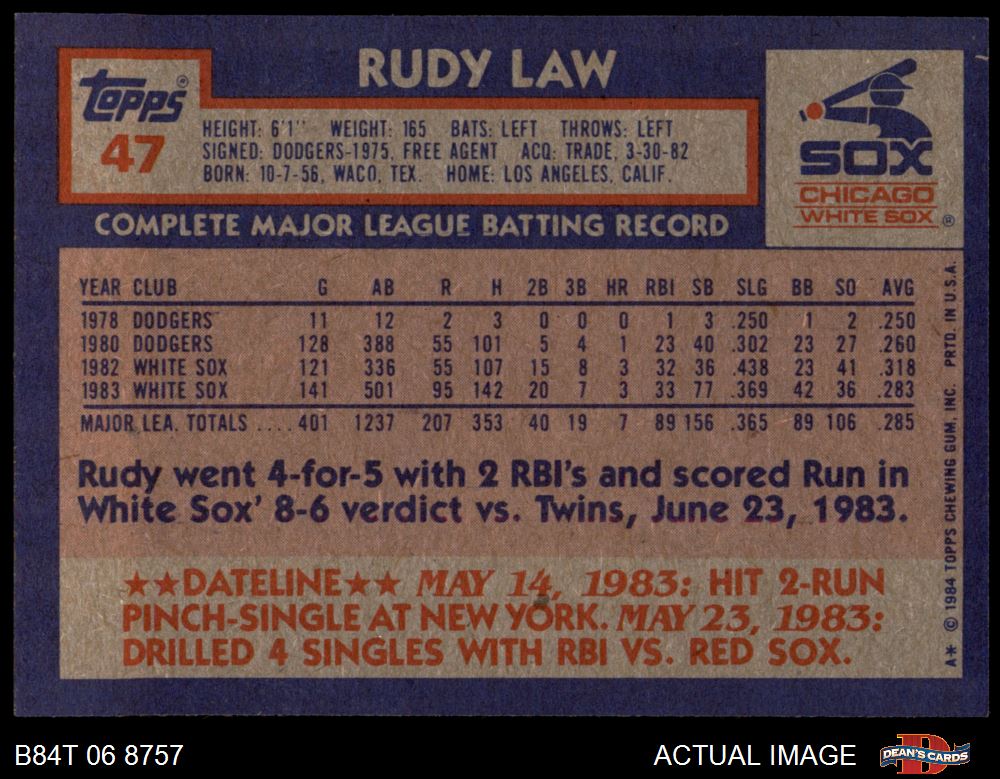 RUDY LAW
Topps®
47
HEIGHT: 6'1" WEIGHT: 165 BATS: LEFT THROWS: LEFT
SIGNED: DODGERS-1975, FREE AGENT ACQ: TRADE, 3-30-82
BORN: 10-7-56, WACO, TEX. HOME: LOS ANGELES, CALIF.
SOX
CHICAGO
WHITE SOX ®
COMPLETE MAJOR LEAGUE BATTING RECORD
YEAR CLUB G AB R H 2B 3B HR RBI SB SLG BB SO AVG
1978 DODGERS 11 12 2 3 0 0 0 1 3 .250 1 2 .250
1980 DODGERS 128 388 55 101 5 4 1 23 40 .302 23 27 .260
1982 WHITE SOX 121 336 55 107 15 8 3 32 36 .438 23 41 .318
1983 WHITE SOX 141 501 95 142 20 7 3 33 77 .369 42 36 .283
MAJOR LEA. TOTALS .... 401 1237 207 353 40 19 7 89 156 .365 89 106 .285
Rudy went 4-for-5 with 2 RBI's and scored Run in
White Sox' 8-6 verdict vs. Twins, June 23, 1983.
★★DATELINE★★ MAY 14, 1983: HIT 2-RUN
PINCH-SINGLE AT NEW YORK. MAY 23, 1983:
DRILLED 4 SINGLES WITH RBI VS. RED SOX.
A* © 1984 TOPPS CHEWING GUM, INC. PRTD. IN U.S.A.
B84T 06 8757
ACTUAL IMAGE
D
DEAN'S CARDS